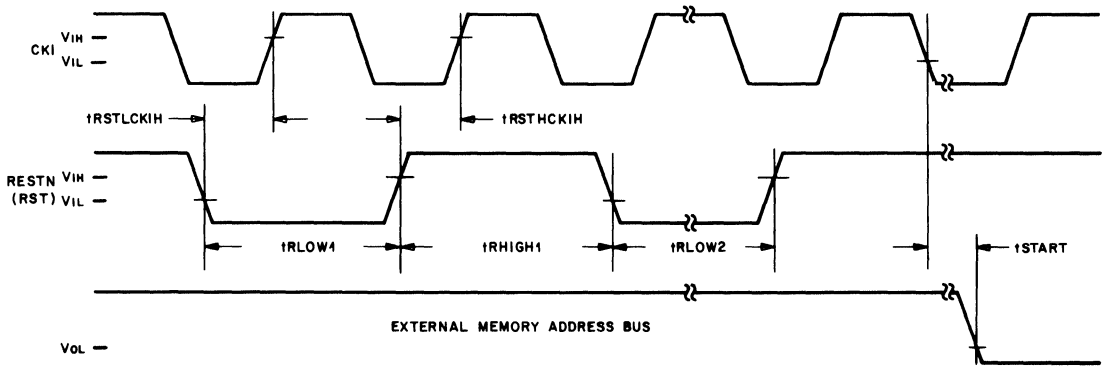 CKI
VIH
VIL
tRSTLCKIH
tRSTHCKIH
RESTN
(RST)
VIH
VIL
tRLOW1
tRHIGH1
tRLOW2
tSTART
EXTERNAL MEMORY ADDRESS BUS
VOL